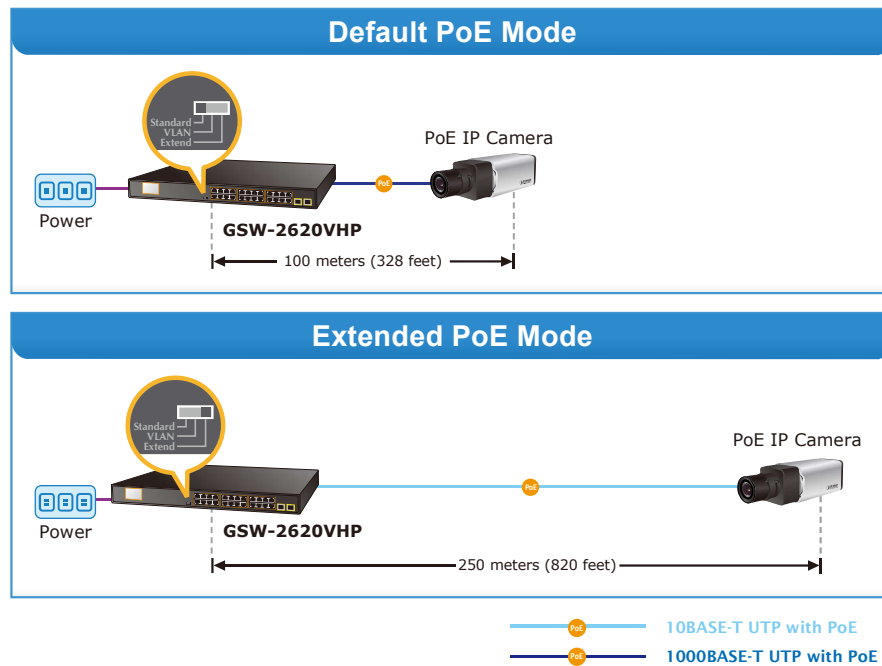 Default PoE Mode
Standard
VLAN
Extend
PoE IP Camera
PoE
Power
GSW-2620VHP
100 meters (328 feet)
Extended PoE Mode
Standard
VLAN
Extend
PoE IP Camera
PoE
Power
GSW-2620VHP
250 meters (820 feet)
PoE
10BASE-T UTP with PoE
PoE
1000BASE-T UTP with PoE